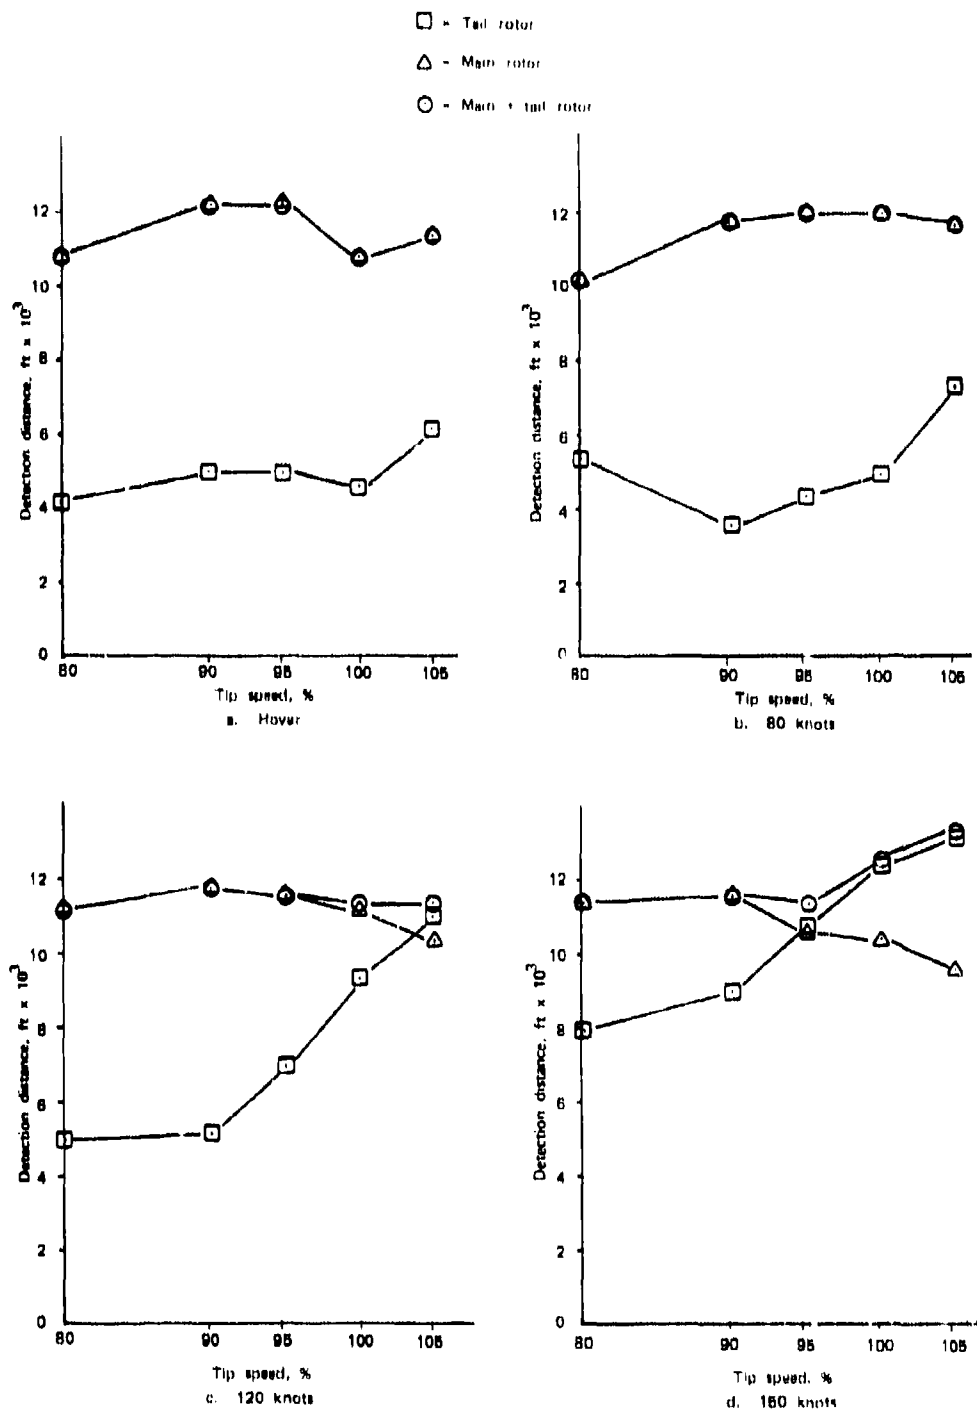 □ = Tail rotor
△ - Main rotor
○ - Main + tail rotor
12
10
8
6
4
2
0
Detection distance, ft x 10³
80 90 95 100 105
Tip speed, %
a. Hover
12
10
8
6
4
2
0
Detection distance, ft x 10³
80 90 95 100 105
Tip speed, %
b. 80 knots
12
10
8
6
4
2
0
Detection distance, ft x 10³
80 90 95 100 105
Tip speed, %
c. 120 knots
12
10
8
6
4
2
0
Detection distance, ft x 10³
80 90 95 100 105
Tip speed, %
d. 150 knots